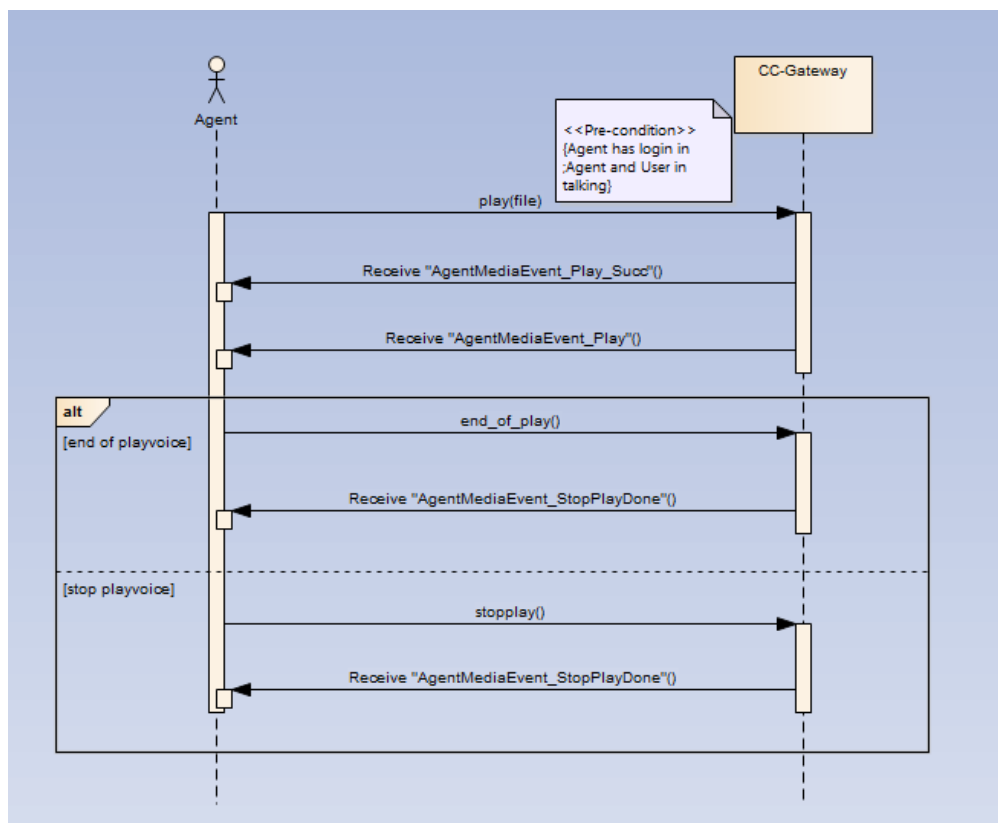 Agent
CC-Gateway
<<Pre-condition>>
{Agent has login in
;Agent and User in
talking}
play(file)
Receive "AgentMediaEvent_Play_Succ"()
Receive "AgentMediaEvent_Play"()
alt
[end of playvoice]
end_of_play()
Receive "AgentMediaEvent_StopPlayDone"()
[stop playvoice]
stopplay()
Receive "AgentMediaEvent_StopPlayDone"()